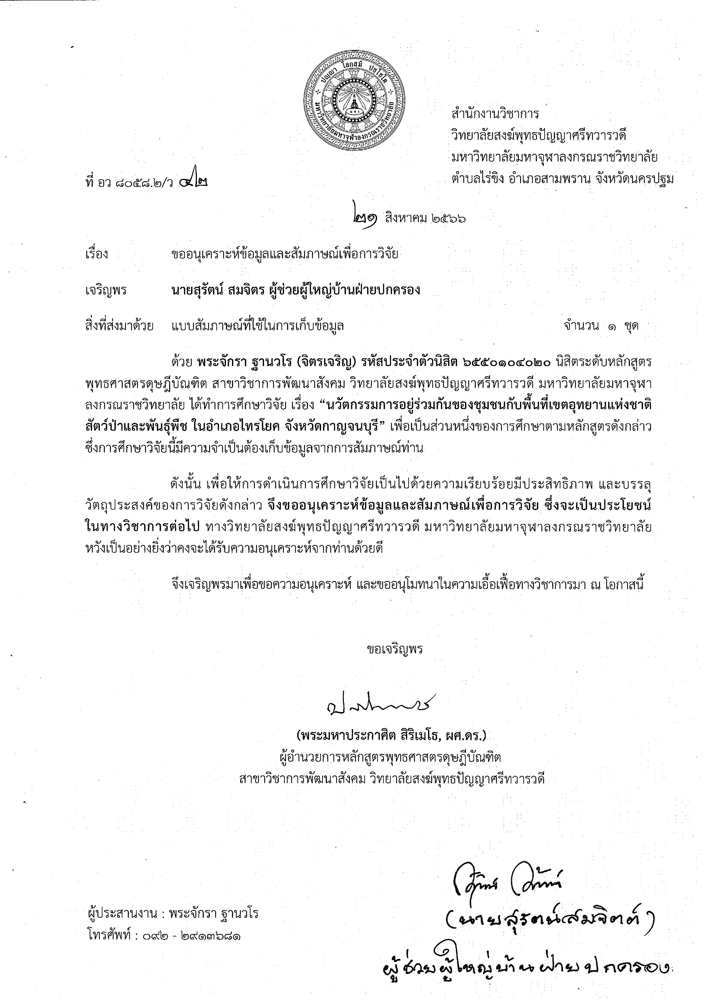 ปญฺญา โลกสฺมิ ปชฺโชโต
มหาวิทยาลัยมหาจุฬาลงกรณราชวิทยาลัย
ม จ ร
สำนักงานวิชาการ
วิทยาลัยสงฆ์พุทธปัญญาศรีทวารวดี
มหาวิทยาลัยมหาจุฬาลงกรณราชวิทยาลัย
ที่ อว ๘๐๕๘.๒/ว ๔๒
ตำบลไร่ขิง อำเภอสามพราน จังหวัดนครปฐม
๒๑ สิงหาคม ๒๕๖๖
เรื่อง ขออนุเคราะห์ข้อมูลและสัมภาษณ์เพื่อการวิจัย
เจริญพร นายสุรัตน์ สมจิตร ผู้ช่วยผู้ใหญ่บ้านฝ่ายปกครอง
สิ่งที่ส่งมาด้วย แบบสัมภาษณ์ที่ใช้ในการเก็บข้อมูล จำนวน ๑ ชุด
ด้วย พระจักรา ฐานวโร (จิตรเจริญ) รหัสประจำตัวนิสิต ๖๕๕๐๑๐๔๐๒๐ นิสิตระดับหลักสูตร
พุทธศาสตรดุษฎีบัณฑิต สาขาวิชาการพัฒนาสังคม วิทยาลัยสงฆ์พุทธปัญญาศรีทวารวดี มหาวิทยาลัยมหาจุฬา
ลงกรณราชวิทยาลัย ได้ทำการศึกษาวิจัย เรื่อง “นวัตกรรมการอยู่ร่วมกันของชุมชนกับพื้นที่เขตอุทยานแห่งชาติ
สัตว์ป่าและพันธุ์พืช ในอำเภอไทรโยค จังหวัดกาญจนบุรี” เพื่อเป็นส่วนหนึ่งของการศึกษาตามหลักสูตรดังกล่าว
ซึ่งการศึกษาวิจัยนี้มีความจำเป็นต้องเก็บข้อมูลจากการสัมภาษณ์ท่าน
ดังนั้น เพื่อให้การดำเนินการศึกษาวิจัยเป็นไปด้วยความเรียบร้อยมีประสิทธิภาพ และบรรลุ
วัตถุประสงค์ของการวิจัยดังกล่าว จึงขออนุเคราะห์ข้อมูลและสัมภาษณ์เพื่อการวิจัย ซึ่งจะเป็นประโยชน์
ในทางวิชาการต่อไป ทางวิทยาลัยสงฆ์พุทธปัญญาศรีทวารวดี มหาวิทยาลัยมหาจุฬาลงกรณราชวิทยาลัย
หวังเป็นอย่างยิ่งว่าคงจะได้รับความอนุเคราะห์จากท่านด้วยดี
จึงเจริญพรมาเพื่อขอความอนุเคราะห์ และขออนุโมทนาในความเอื้อเฟื้อทางวิชาการมา ณ โอกาสนี้
ขอเจริญพร
(พระมหาประกาศิต สิริเมโธ, ผศ.ดร.)
ผู้อำนวยการหลักสูตรพุทธศาสตรดุษฎีบัณฑิต
สาขาวิชาการพัฒนาสังคม วิทยาลัยสงฆ์พุทธปัญญาศรีทวารวดี
ผู้ประสานงาน : พระจักรา ฐานวโร
(นายสุรัตน์ สมจิตต์)
โทรศัพท์ : ๐๙๒ - ๒๙๑๓๖๘๑
ผู้ช่วยผู้ใหญ่บ้านฝ่ายปกครอง